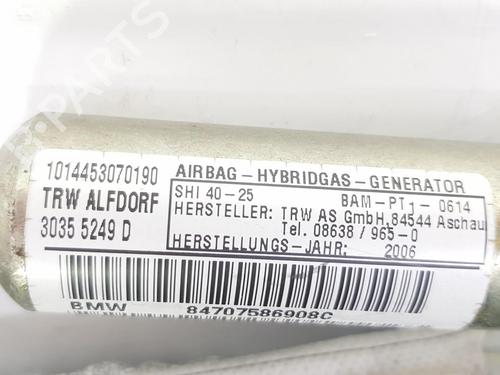 PARTS
1014453070190
TRW ALFDORF
3035 5249 D
AIRBAG - HYBRIDGAS - GENERATOR
SHI 40-25 BAM - PT1 - 0614
HERSTELLER: TRW AS GmbH, 84544 Aschau
Tel. 08638 / 965-0
HERSTELLUNGS - JAHR: 2006
BMW 84707586908C